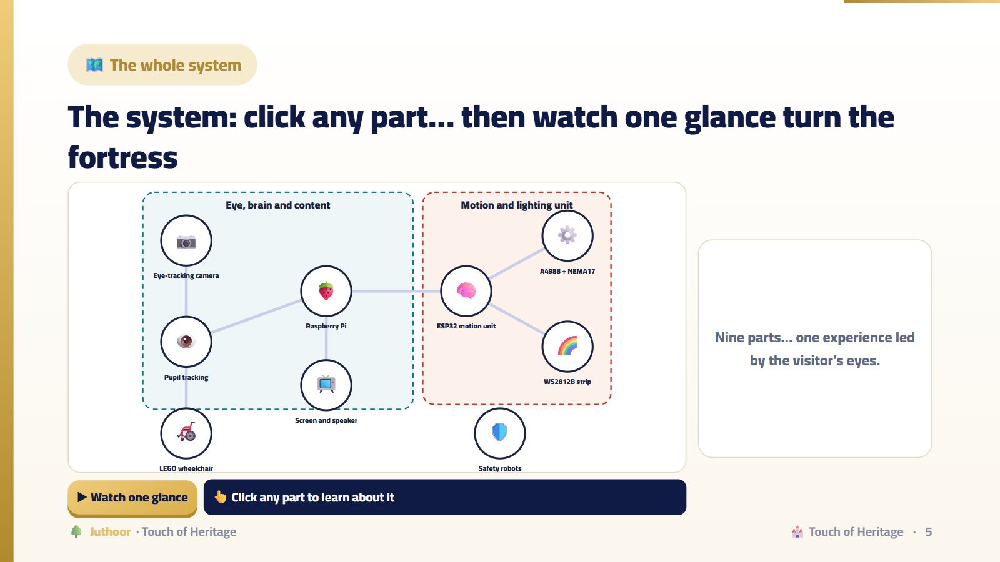 The whole system
The system: click any part... then watch one glance turn the
fortress
Eye, brain and content
Motion and lighting unit
Eye-tracking camera
A4988 + NEMA17
Raspberry Pi
ESP32 motion unit
Pupil tracking
WS2812B strip
Screen and speaker
LEGO wheelchair
Safety robots
Nine parts... one experience led
by the visitor's eyes.
▶ Watch one glance
Click any part to learn about it
Juthoor · Touch of Heritage
Touch of Heritage · 5